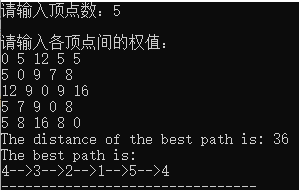 请输入顶点数：5
请输入各顶点间的权值：
0 5 12 5 5
5 0 9 7 8
12 9 0 9 16
5 7 9 0 8
5 8 16 8 0
The distance of the best path is: 36
The best path is:
4-->3-->2-->1-->5-->4
--------------------------------